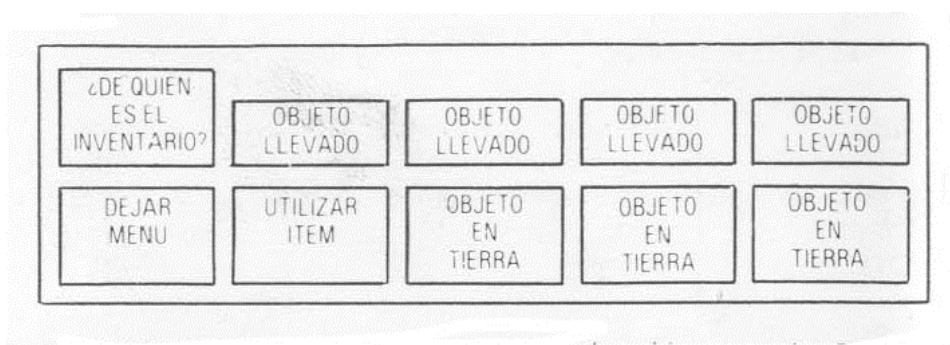 ¿DE QUIEN
ES EL
INVENTARIO?
OBJETO
LLEVADO
OBJETO
LLEVADO
OBJETO
LLEVADO
OBJETO
LLEVADO
DEJAR
MENU
UTILIZAR
ITEM
OBJETO
EN
TIERRA
OBJETO
EN
TIERRA
OBJETO
EN
TIERRA